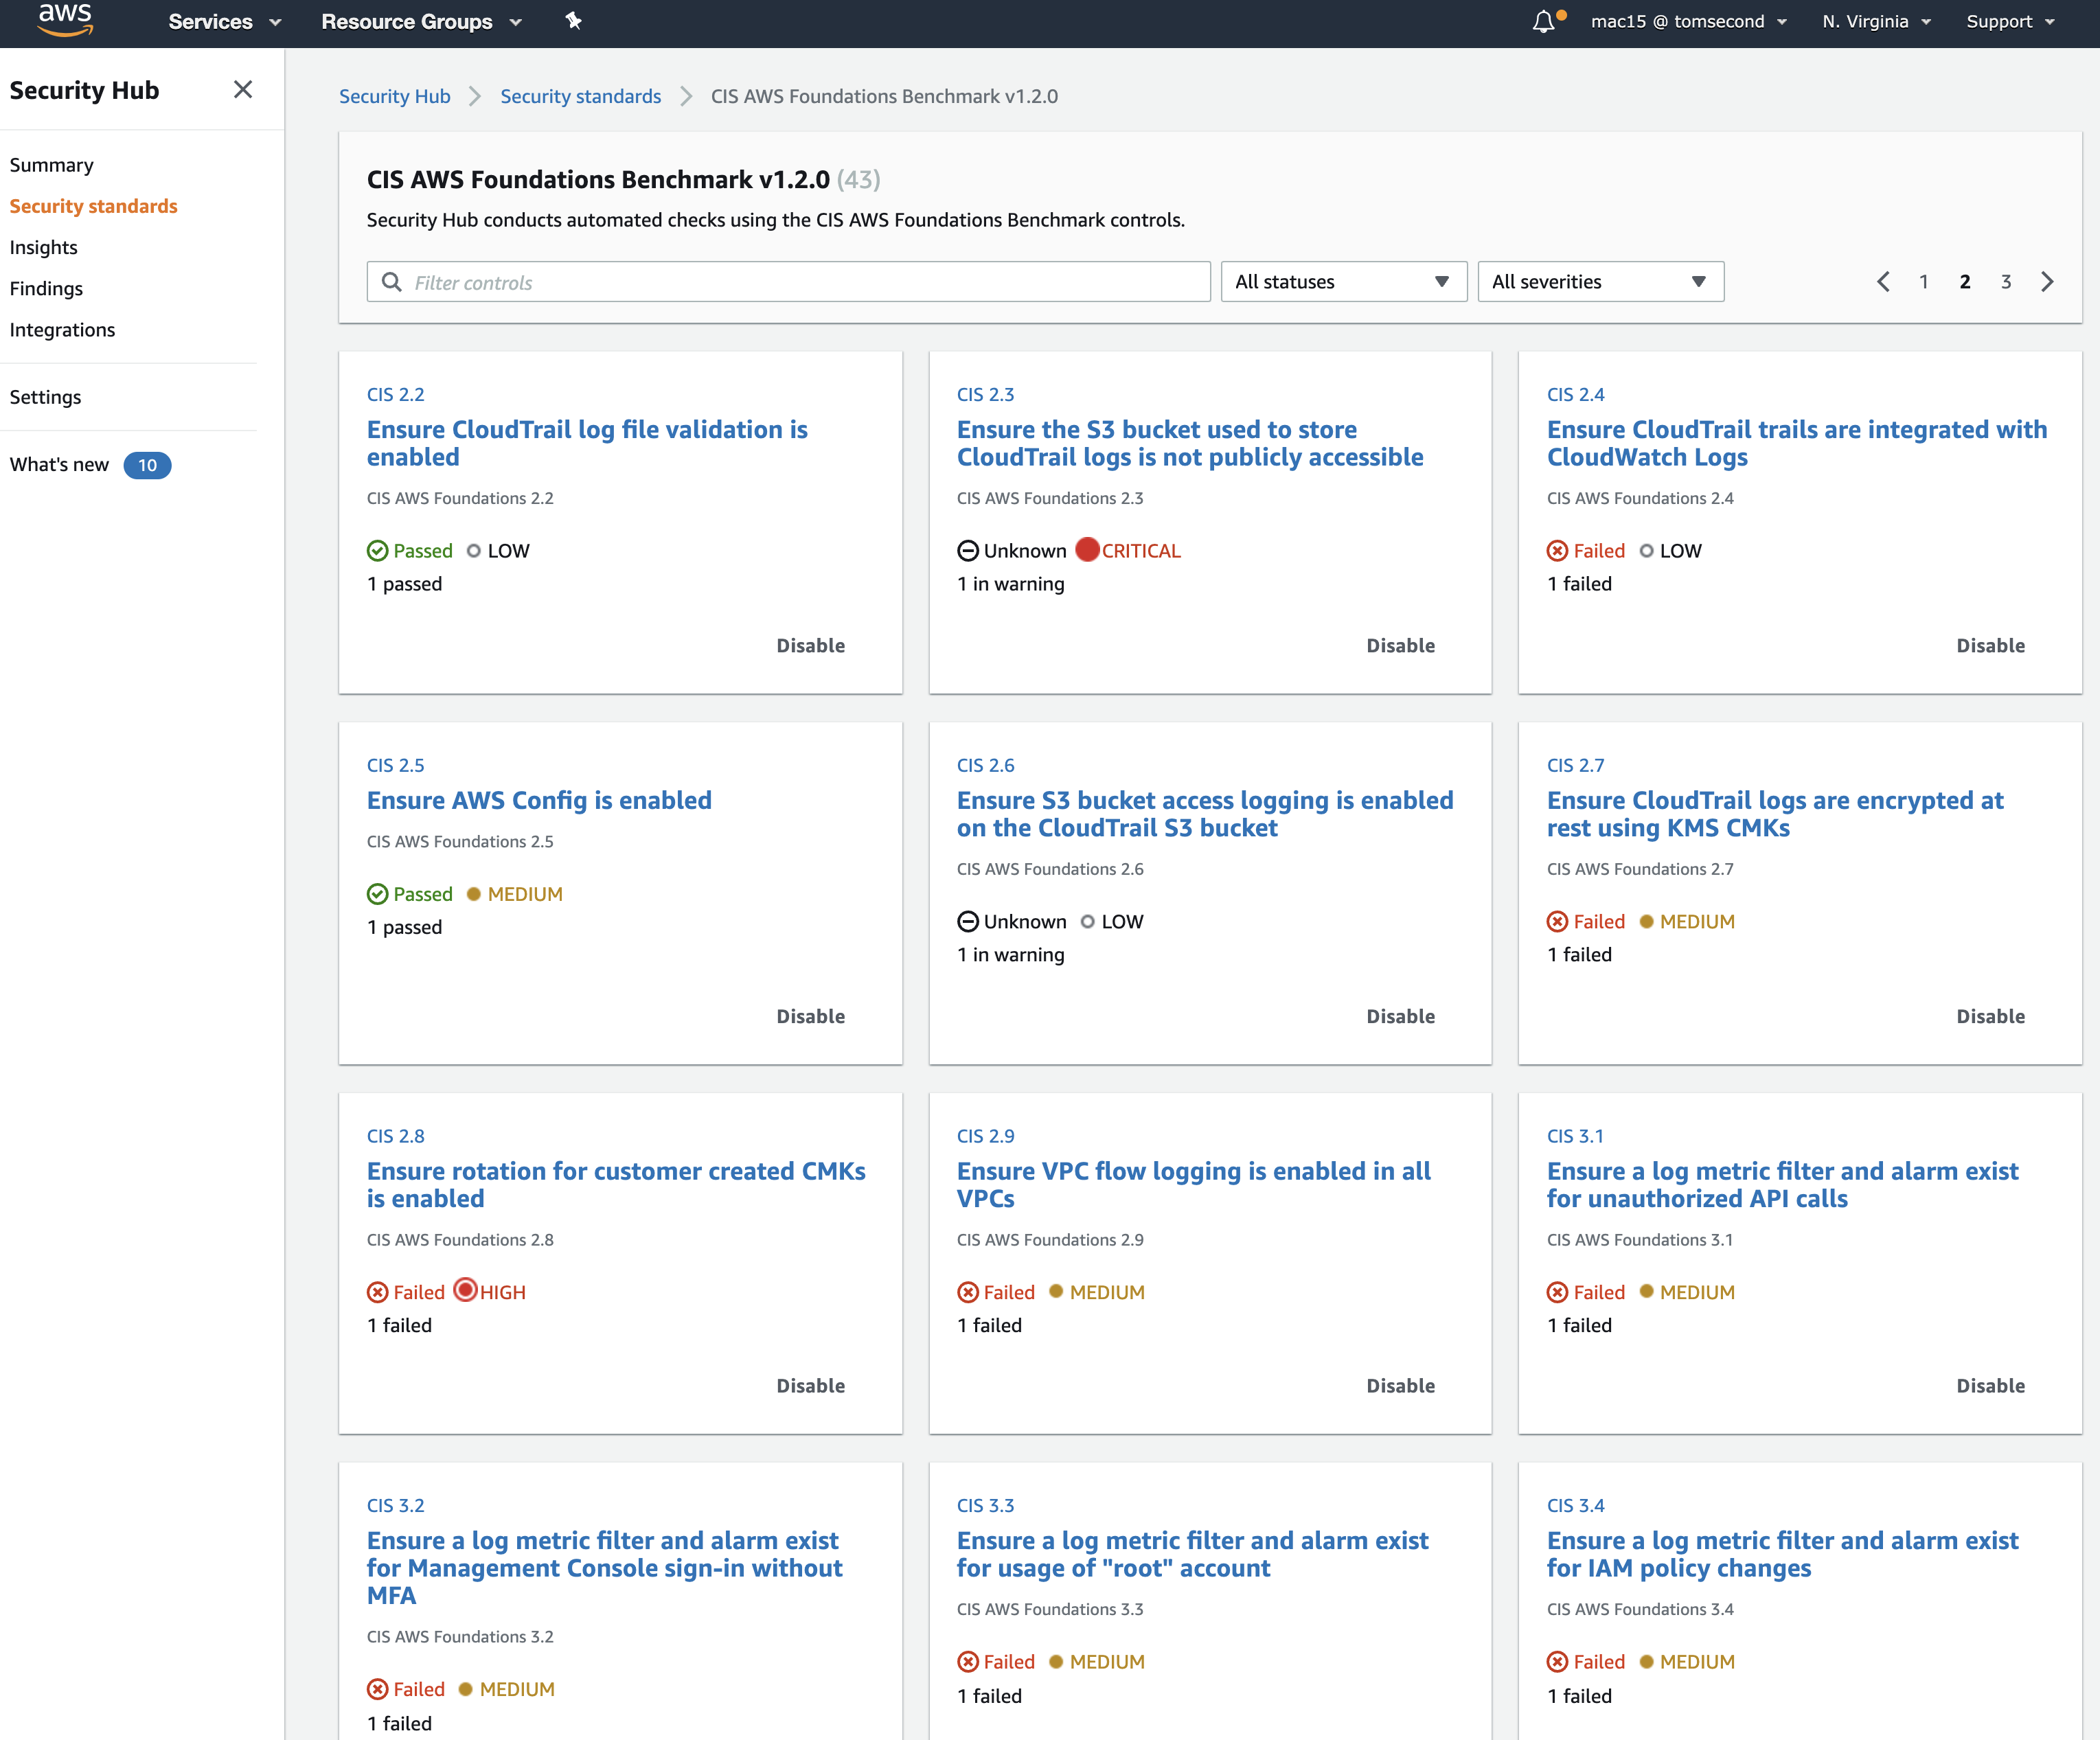 aws
Services
Resource Groups
mac15 @ tomsecond
N. Virginia
Support
Security Hub
Summary
Security standards
Insights
Findings
Integrations
Settings
What's new 10
Security Hub
Security standards
CIS AWS Foundations Benchmark v1.2.0
CIS AWS Foundations Benchmark v1.2.0 (43)
Security Hub conducts automated checks using the CIS AWS Foundations Benchmark controls.
Filter controls
All statuses
All severities
1 2 3
CIS 2.2
Ensure CloudTrail log file validation is
enabled
CIS AWS Foundations 2.2
Passed LOW
1 passed
Disable
CIS 2.3
Ensure the S3 bucket used to store
CloudTrail logs is not publicly accessible
CIS AWS Foundations 2.3
Unknown CRITICAL
1 in warning
Disable
CIS 2.4
Ensure CloudTrail trails are integrated with
CloudWatch Logs
CIS AWS Foundations 2.4
Failed LOW
1 failed
Disable
CIS 2.5
Ensure AWS Config is enabled
CIS AWS Foundations 2.5
Passed MEDIUM
1 passed
Disable
CIS 2.6
Ensure S3 bucket access logging is enabled
on the CloudTrail S3 bucket
CIS AWS Foundations 2.6
Unknown LOW
1 in warning
Disable
CIS 2.7
Ensure CloudTrail logs are encrypted at
rest using KMS CMKs
CIS AWS Foundations 2.7
Failed MEDIUM
1 failed
Disable
CIS 2.8
Ensure rotation for customer created CMKs
is enabled
CIS AWS Foundations 2.8
Failed HIGH
1 failed
Disable
CIS 2.9
Ensure VPC flow logging is enabled in all
VPCs
CIS AWS Foundations 2.9
Failed MEDIUM
1 failed
Disable
CIS 3.1
Ensure a log metric filter and alarm exist
for unauthorized API calls
CIS AWS Foundations 3.1
Failed MEDIUM
1 failed
Disable
CIS 3.2
Ensure a log metric filter and alarm exist
for Management Console sign-in without
MFA
CIS AWS Foundations 3.2
Failed MEDIUM
1 failed
CIS 3.3
Ensure a log metric filter and alarm exist
for usage of "root" account
CIS AWS Foundations 3.3
Failed MEDIUM
1 failed
CIS 3.4
Ensure a log metric filter and alarm exist
for IAM policy changes
CIS AWS Foundations 3.4
Failed MEDIUM
1 failed